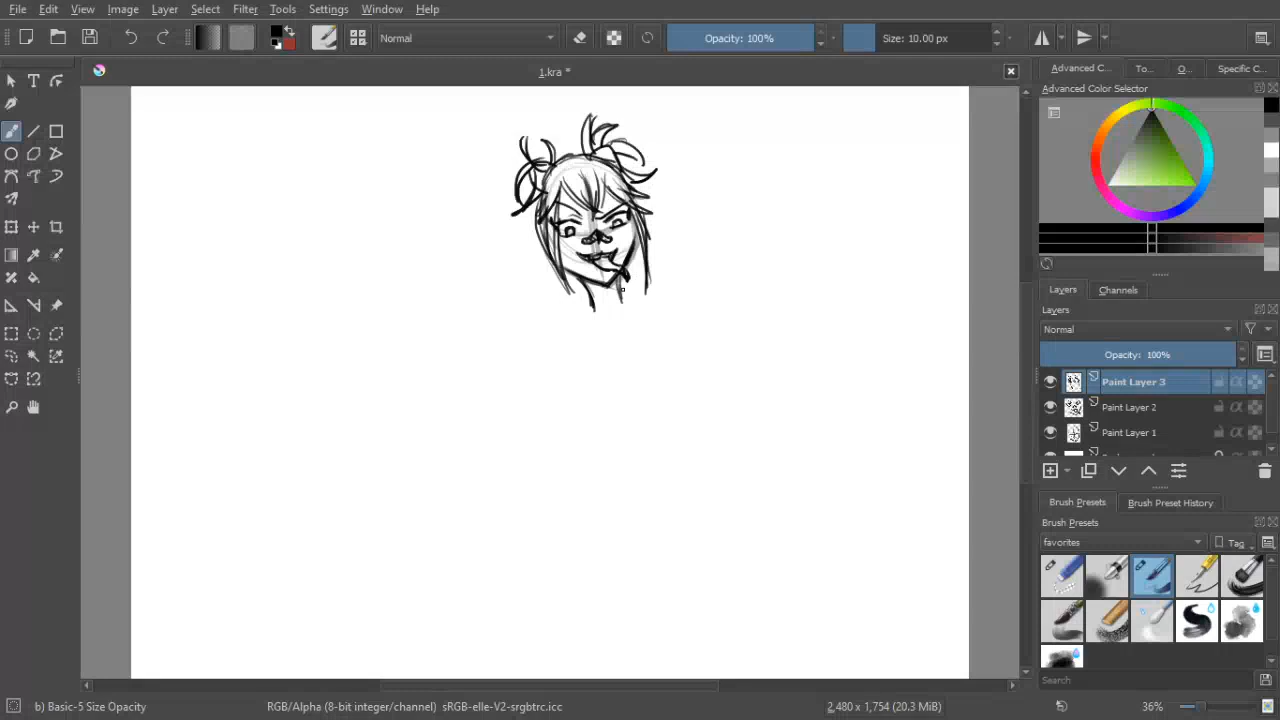 File Edit View Image Layer Select Filter Tools Settings Window Help
Normal Opacity: 100% Size: 10.00 px
1.kra *
Advanced C... To... O... Specific C...
Advanced Color Selector
Layers Channels
Layers
Normal
Opacity: 100%
Paint Layer 3
Paint Layer 2
Paint Layer 1
Brush Presets Brush Preset History
Brush Presets
favorites Tag
Search
b) Basic-5 Size Opacity RGB/Alpha (8-bit integer/channel) sRGB-elle-V2-srgbtrc.icc 2,480 x 1,754 (20.3 MiB) 36%